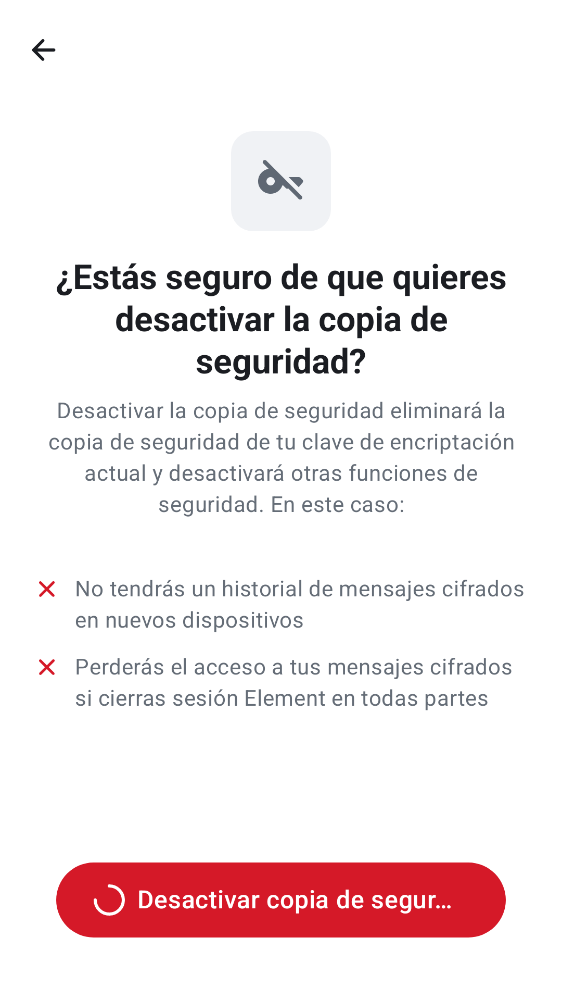 ¿Estás seguro de que quieres
desactivar la copia de
seguridad?
Desactivar la copia de seguridad eliminará la
copia de seguridad de tu clave de encriptación
actual y desactivará otras funciones de
seguridad. En este caso:
No tendrás un historial de mensajes cifrados
en nuevos dispositivos
Perderás el acceso a tus mensajes cifrados
si cierras sesión Element en todas partes
Desactivar copia de segur…